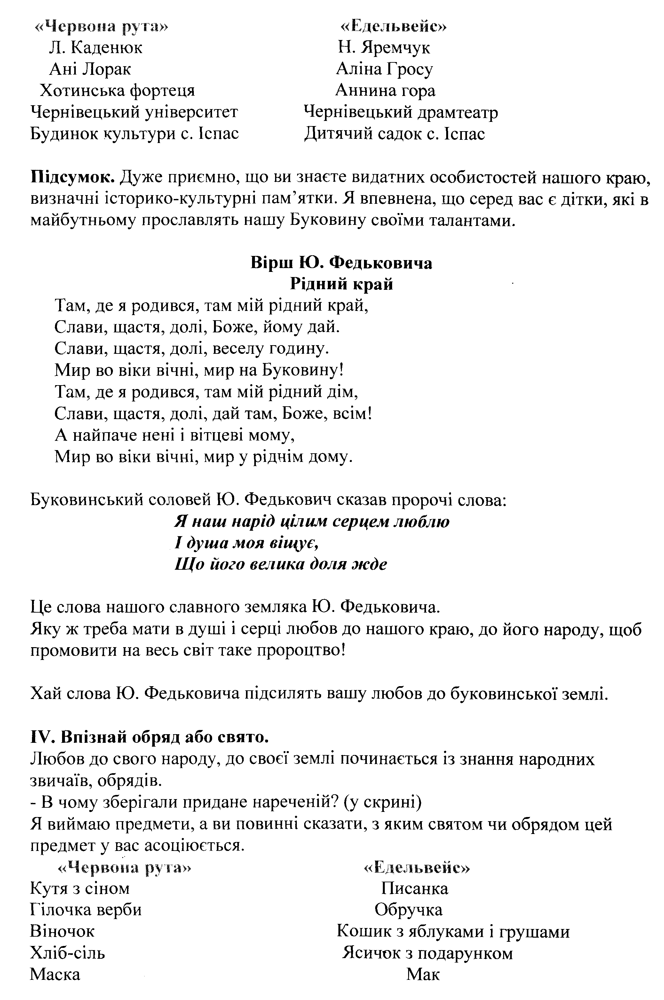 «Червона рута» «Едельвейс»
Л. Каденюк Н. Яремчук
Ані Лорак Аліна Гросу
Хотинська фортеця Аннина гора
Чернівецький університет Чернівецький драмтеатр
Будинок культури с. Іспас Дитячий садок с. Іспас
Підсумок. Дуже приємно, що ви знаєте видатних особистостей нашого краю,
визначні історико-культурні пам’ятки. Я впевнена, що серед вас є дітки, які в
майбутньому прославлять нашу Буковину своїми талантами.
Вірш Ю. Федьковича
Рідний край
Там, де я родився, там мій рідний край,
Слави, щастя, долі, Боже, йому дай.
Слави, щастя, долі, веселу годину.
Мир во віки вічні, мир на Буковину!
Там, де я родився, там мій рідний дім,
Слави, щастя, долі, дай там, Боже, всім!
А найпаче нені і вітцеві мому,
Мир во віки вічні, мир у ріднім дому.
Буковинський соловей Ю. Федькович сказав пророчі слова:
Я наш нарід цілим серцем люблю
І душа моя віщує,
Що його велика доля жде
Це слова нашого славного земляка Ю. Федьковича.
Яку ж треба мати в душі і серці любов до нашого краю, до його народу, щоб
промовити на весь світ таке пророцтво!
Хай слова Ю. Федьковича підсилять вашу любов до буковинської землі.
IV. Впізнай обряд або свято.
Любов до свого народу, до своєї землі починається із знання народних
звичаїв, обрядів.
- В чому зберігали придане нареченій? (у скрині)
Я виймаю предмети, а ви повинні сказати, з яким святом чи обрядом цей
предмет у вас асоціюється.
«Червона рута» «Едельвейс»
Кутя з сіном Писанка
Гілочка верби Обручка
Віночок Кошик з яблуками і грушами
Хліб-сіль Ясичок з подарунком
Маска Мак